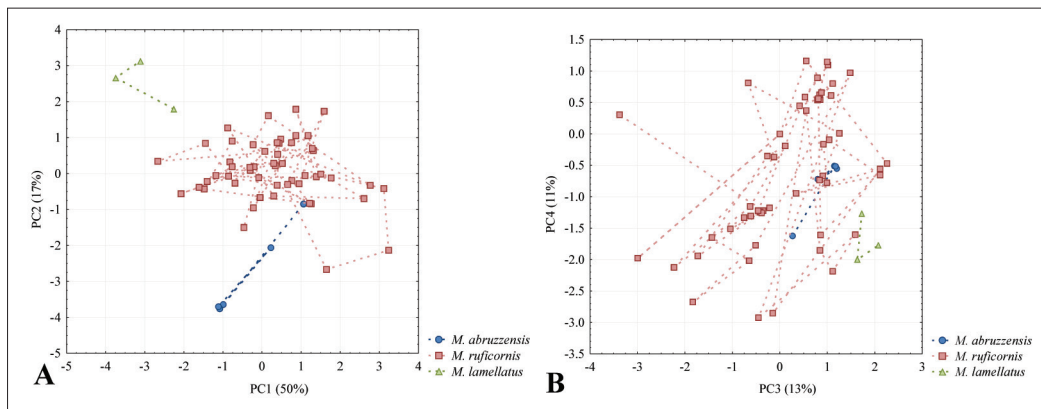 4
3
2
1
0
-1
-2
-3
-4
-5
PC2 (17%)
-5 -4 -3 -2 -1 0 1 2 3 4
PC1 (50%)
A
M. abruzzensis
M. ruficornis
M. lamellatus
1.5
1.0
0.5
0.0
-0.5
-1.0
-1.5
-2.0
-2.5
-3.0
-3.5
PC4 (11%)
-4 -3 -2 -1 0 1 2 3
PC3 (13%)
B
M. abruzzensis
M. ruficornis
M. lamellatus